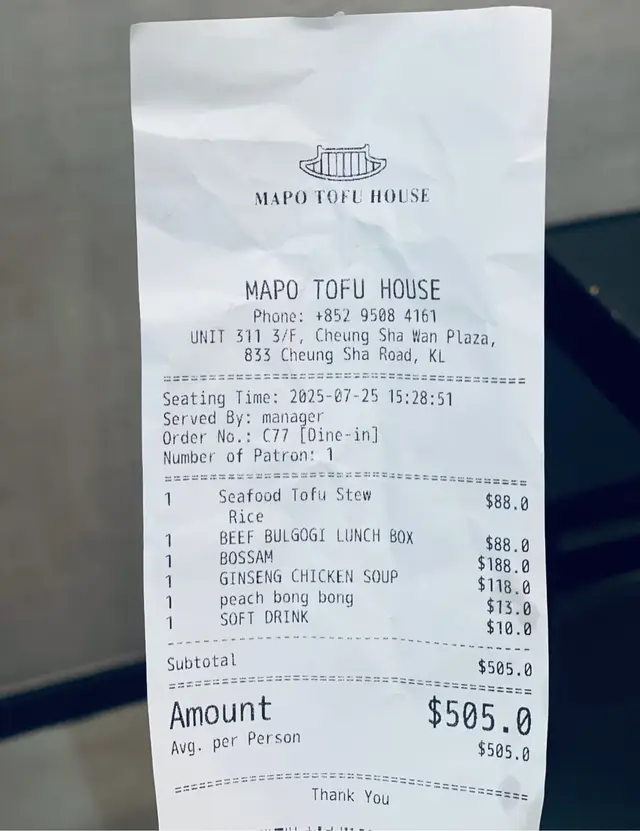 MAPO TOFU HOUSE
MAPO TOFU HOUSE
Phone: +852 9508 4161
UNIT 311 3/F, Cheung Sha Wan Plaza,
833 Cheung Sha Road, KL
Seating Time: 2025-07-25 15:28:51
Served By: manager
Order No.: C77 [Dine-in]
Number of Patron: 1
1 Seafood Tofu Stew $88.0
Rice
1 BEEF BULGOGI LUNCH BOX $88.0
1 BOSSAM $188.0
1 GINSENG CHICKEN SOUP $118.0
1 peach bong bong $13.0
1 SOFT DRINK $10.0
Subtotal $505.0
Amount $505.0
Avg. per Person $505.0
Thank You